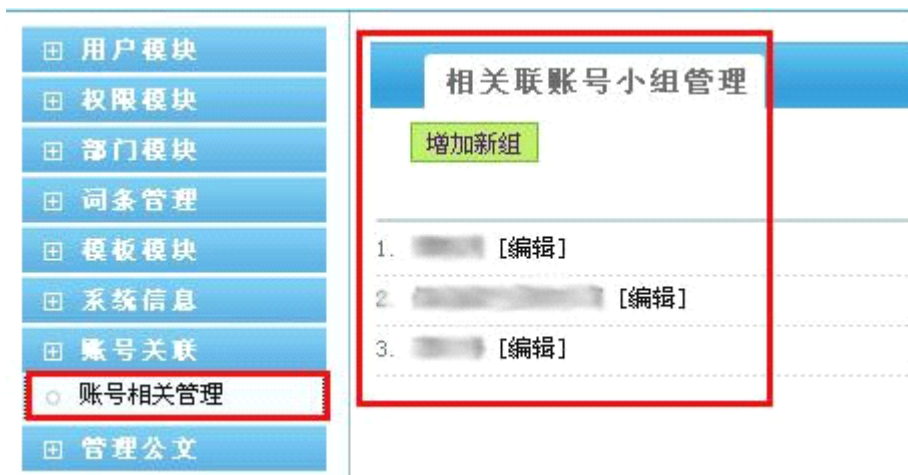 用户模块
权限模块
部门模块
词条管理
模板模块
系统信息
账号关联
账号相关管理
管理公文
相关联账号小组管理
增加新组
1. [编辑]
2. [编辑]
3. [编辑]